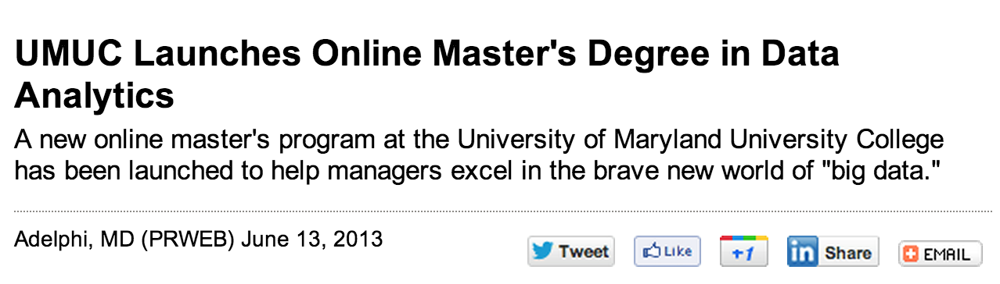 UMUC Launches Online Master's Degree in Data
Analytics
A new online master's program at the University of Maryland University College
has been launched to help managers excel in the brave new world of "big data."
Adelphi, MD (PRWEB) June 13, 2013
Tweet
Like
+1
in Share
EMAIL